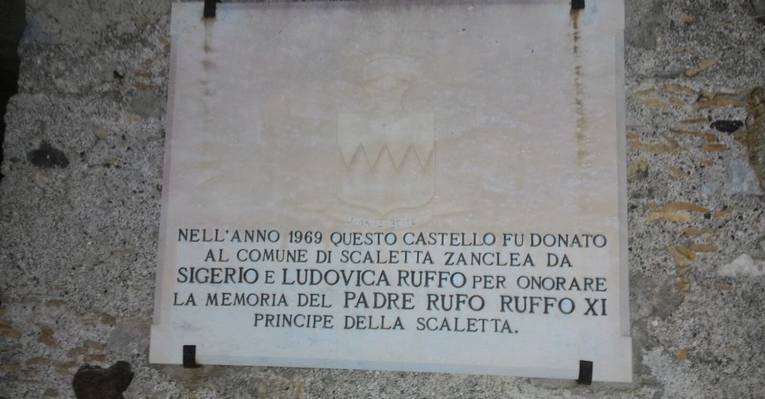 NELL'ANNO 1969 QUESTO CASTELLO FU DONATO
AL COMUNE DI SCALETTA ZANCLEA DA
SIGERIO E LUDOVICA RUFFO PER ONORARE
LA MEMORIA DEL PADRE RUFO RUFFO XI
PRINCIPE DELLA SCALETTA.